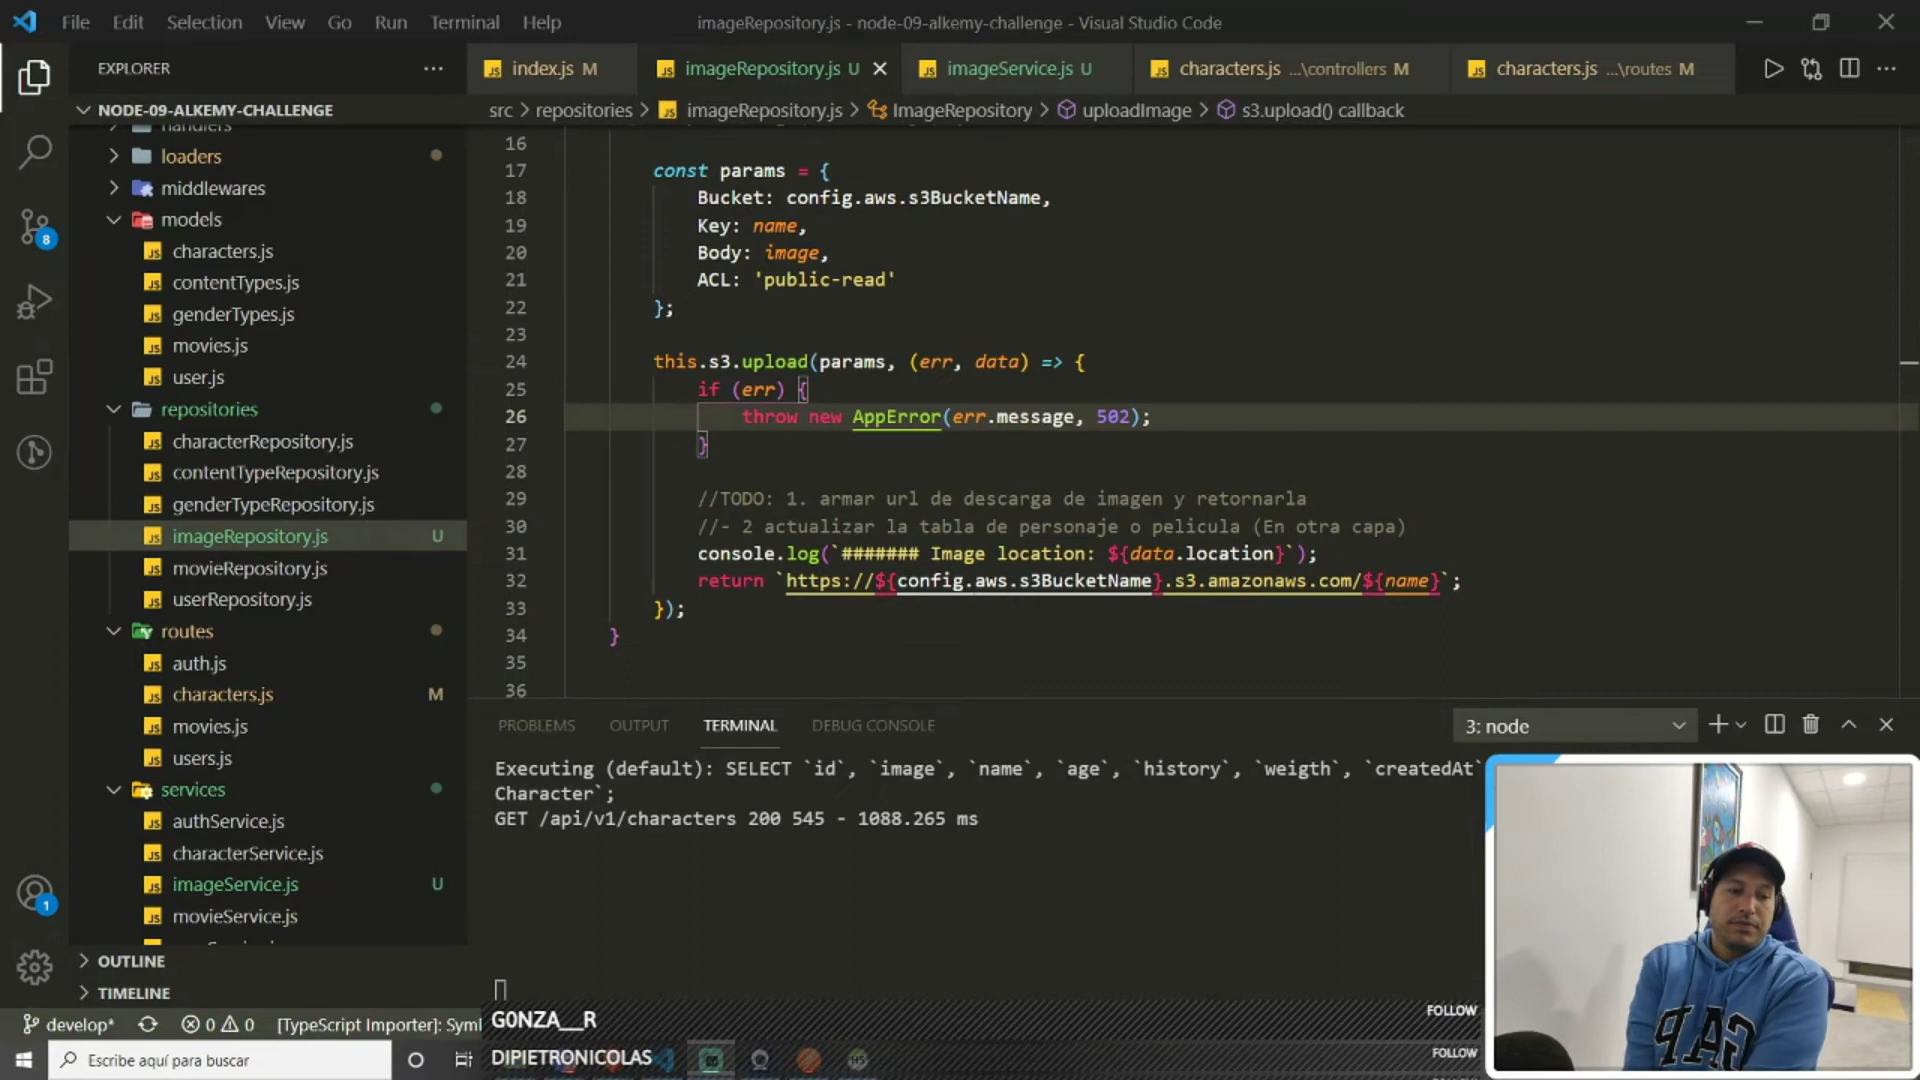 File Edit Selection View Go Run Terminal Help
imageRepository.js - node-09-alkemy-challenge - Visual Studio Code
EXPLORER
index.js M
imageRepository.js U
imageService.js U
characters.js ...\controllers M
characters.js ...\routes M
NODE-09-ALKEMY-CHALLENGE
src > repositories > imageRepository.js > ImageRepository > uploadImage > s3.upload() callback
handlers
loaders
middlewares
models
characters.js
contentTypes.js
genderTypes.js
movies.js
user.js
repositories
characterRepository.js
contentTypeRepository.js
genderTypeRepository.js
imageRepository.js U
movieRepository.js
userRepository.js
routes
auth.js
characters.js M
movies.js
users.js
services
authService.js
characterService.js
imageService.js U
movieService.js
OUTLINE
TIMELINE
8
1
16
17 const params = {
18 Bucket: config.aws.s3BucketName,
19 Key: name,
20 Body: image,
21 ACL: 'public-read'
22 };
23
24 this.s3.upload(params, (err, data) => {
25 if (err) {
26 throw new AppError(err.message, 502);
27 }
28
29 //TODO: 1. armar url de descarga de imagen y retornarla
30 //- 2 actualizar la tabla de personaje o pelicula (En otra capa)
31 console.log(`####### Image location: ${data.location}`);
32 return `https://${config.aws.s3BucketName}.s3.amazonaws.com/${name}`;
33 });
34 }
35
36
PROBLEMS OUTPUT TERMINAL DEBUG CONSOLE
3: node
Executing (default): SELECT `id`, `image`, `name`, `age`, `history`, `weigth`, `createdAt`
Character`;
GET /api/v1/characters 200 545 - 1088.265 ms
develop* 0 0 [TypeScript Importer]: Syml
G0NZA__R FOLLOW
DIPIETRONICOLAS FOLLOW
Escribe aquí para buscar
GAP